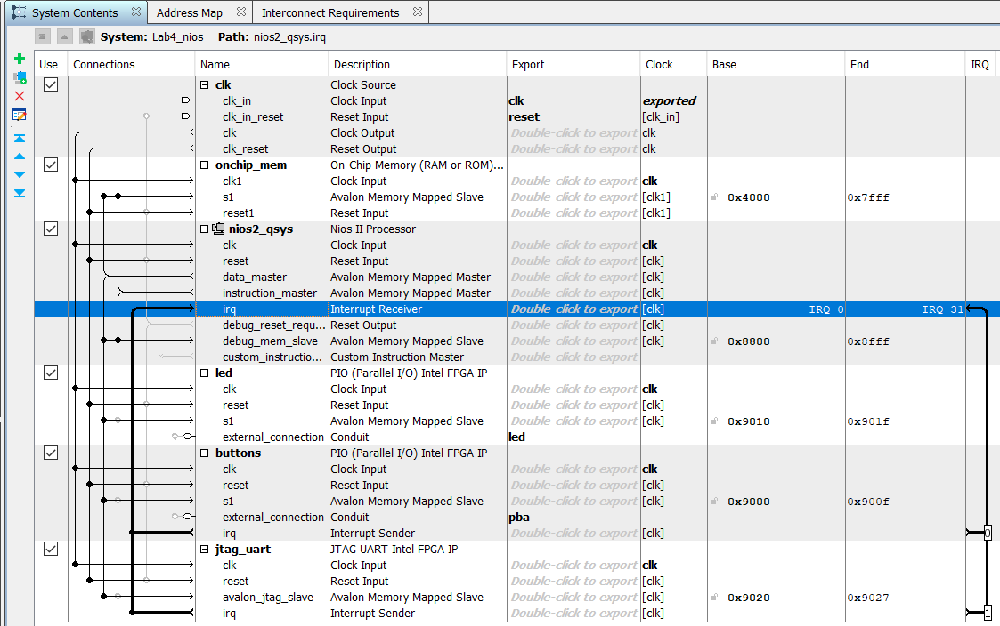 System Contents Address Map Interconnect Requirements
System: Lab4_nios Path: nios2_qsys.irq
Use Connections Name Description Export Clock Base End IRQ
clk Clock Source
clk_in Clock Input clk exported
clk_in_reset Reset Input reset [clk_in]
clk Clock Output Double-click to export clk
clk_reset Reset Output Double-click to export clk
onchip_mem On-Chip Memory (RAM or ROM)...
clk1 Clock Input Double-click to export clk
s1 Avalon Memory Mapped Slave Double-click to export [clk1] 0x4000 0x7fff
reset1 Reset Input Double-click to export [clk1]
nios2_qsys Nios II Processor
clk Clock Input Double-click to export clk
reset Reset Input Double-click to export [clk]
data_master Avalon Memory Mapped Master Double-click to export [clk]
instruction_master Avalon Memory Mapped Master Double-click to export [clk]
irq Interrupt Receiver Double-click to export [clk] IRQ 0 IRQ 31
debug_reset_requ... Reset Output Double-click to export [clk]
debug_mem_slave Avalon Memory Mapped Slave Double-click to export [clk] 0x8800 0x8fff
custom_instructio... Custom Instruction Master Double-click to export
led PIO (Parallel I/O) Intel FPGA IP
clk Clock Input Double-click to export clk
reset Reset Input Double-click to export [clk]
s1 Avalon Memory Mapped Slave Double-click to export [clk] 0x9010 0x901f
external_connection Conduit led
buttons PIO (Parallel I/O) Intel FPGA IP
clk Clock Input Double-click to export clk
reset Reset Input Double-click to export [clk]
s1 Avalon Memory Mapped Slave Double-click to export [clk] 0x9000 0x900f
external_connection Conduit pba
irq Interrupt Sender Double-click to export [clk] 0
jtag_uart JTAG UART Intel FPGA IP
clk Clock Input Double-click to export clk
reset Reset Input Double-click to export [clk]
avalon_jtag_slave Avalon Memory Mapped Slave Double-click to export [clk] 0x9020 0x9027
irq Interrupt Sender Double-click to export [clk] 1